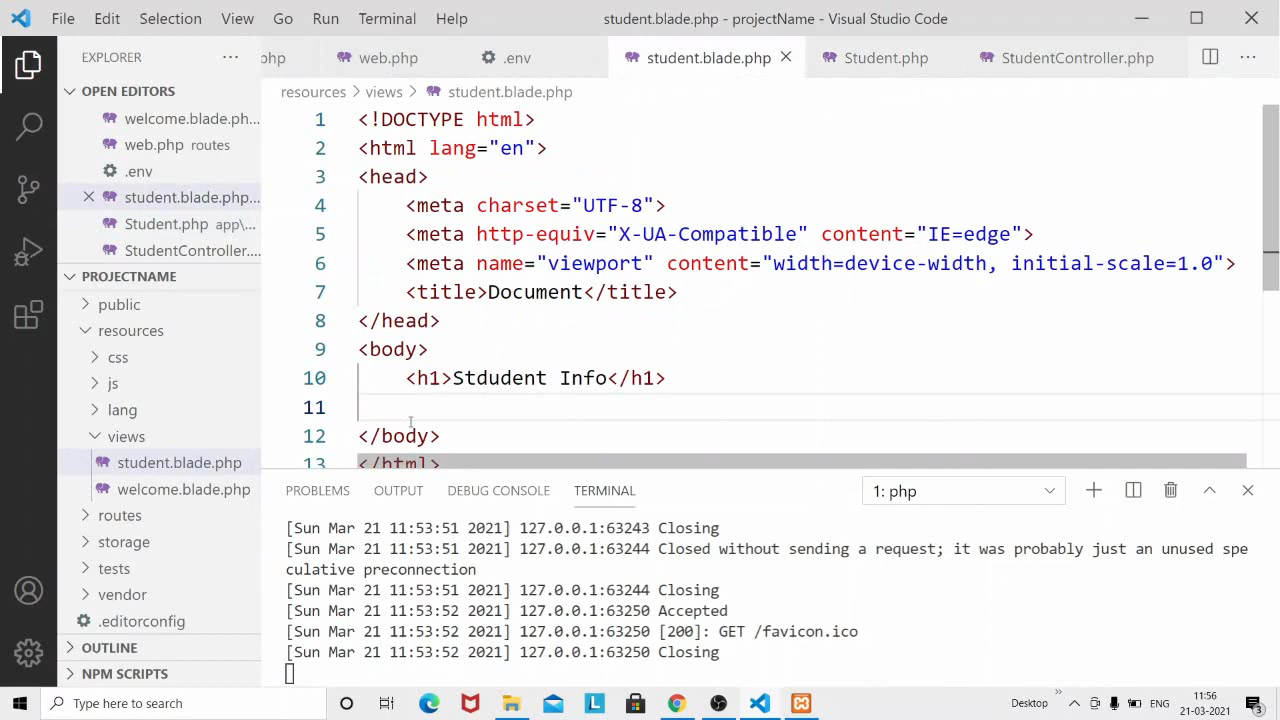 File Edit Selection View Go Run Terminal Help student.blade.php - projectName - Visual Studio Code
EXPLORER ···
php web.php .env student.blade.php Student.php StudentController.php ···
OPEN EDITORS
welcome.blade.ph...
web.php routes
.env
student.blade.php...
Student.php app\...
StudentController....
PROJECTNAME
public
resources
css
js
lang
views
student.blade.php
welcome.blade.php
routes
storage
tests
vendor
.editorconfig
OUTLINE
NPM SCRIPTS
resources > views > student.blade.php
1 <!DOCTYPE html>
2 <html lang="en">
3 <head>
4 <meta charset="UTF-8">
5 <meta http-equiv="X-UA-Compatible" content="IE=edge">
6 <meta name="viewport" content="width=device-width, initial-scale=1.0">
7 <title>Document</title>
8 </head>
9 <body>
10 <h1>Stdudent Info</h1>
11
12 </body>
13 </html>
PROBLEMS OUTPUT DEBUG CONSOLE TERMINAL 1: php
[Sun Mar 21 11:53:51 2021] 127.0.0.1:63243 Closing
[Sun Mar 21 11:53:51 2021] 127.0.0.1:63244 Closed without sending a request; it was probably just an unused spe
culative preconnection
[Sun Mar 21 11:53:51 2021] 127.0.0.1:63244 Closing
[Sun Mar 21 11:53:52 2021] 127.0.0.1:63250 Accepted
[Sun Mar 21 11:53:52 2021] 127.0.0.1:63250 [200]: GET /favicon.ico
[Sun Mar 21 11:53:52 2021] 127.0.0.1:63250 Closing
Type here to search
Desktop » ENG 11:56
21-03-2021
3